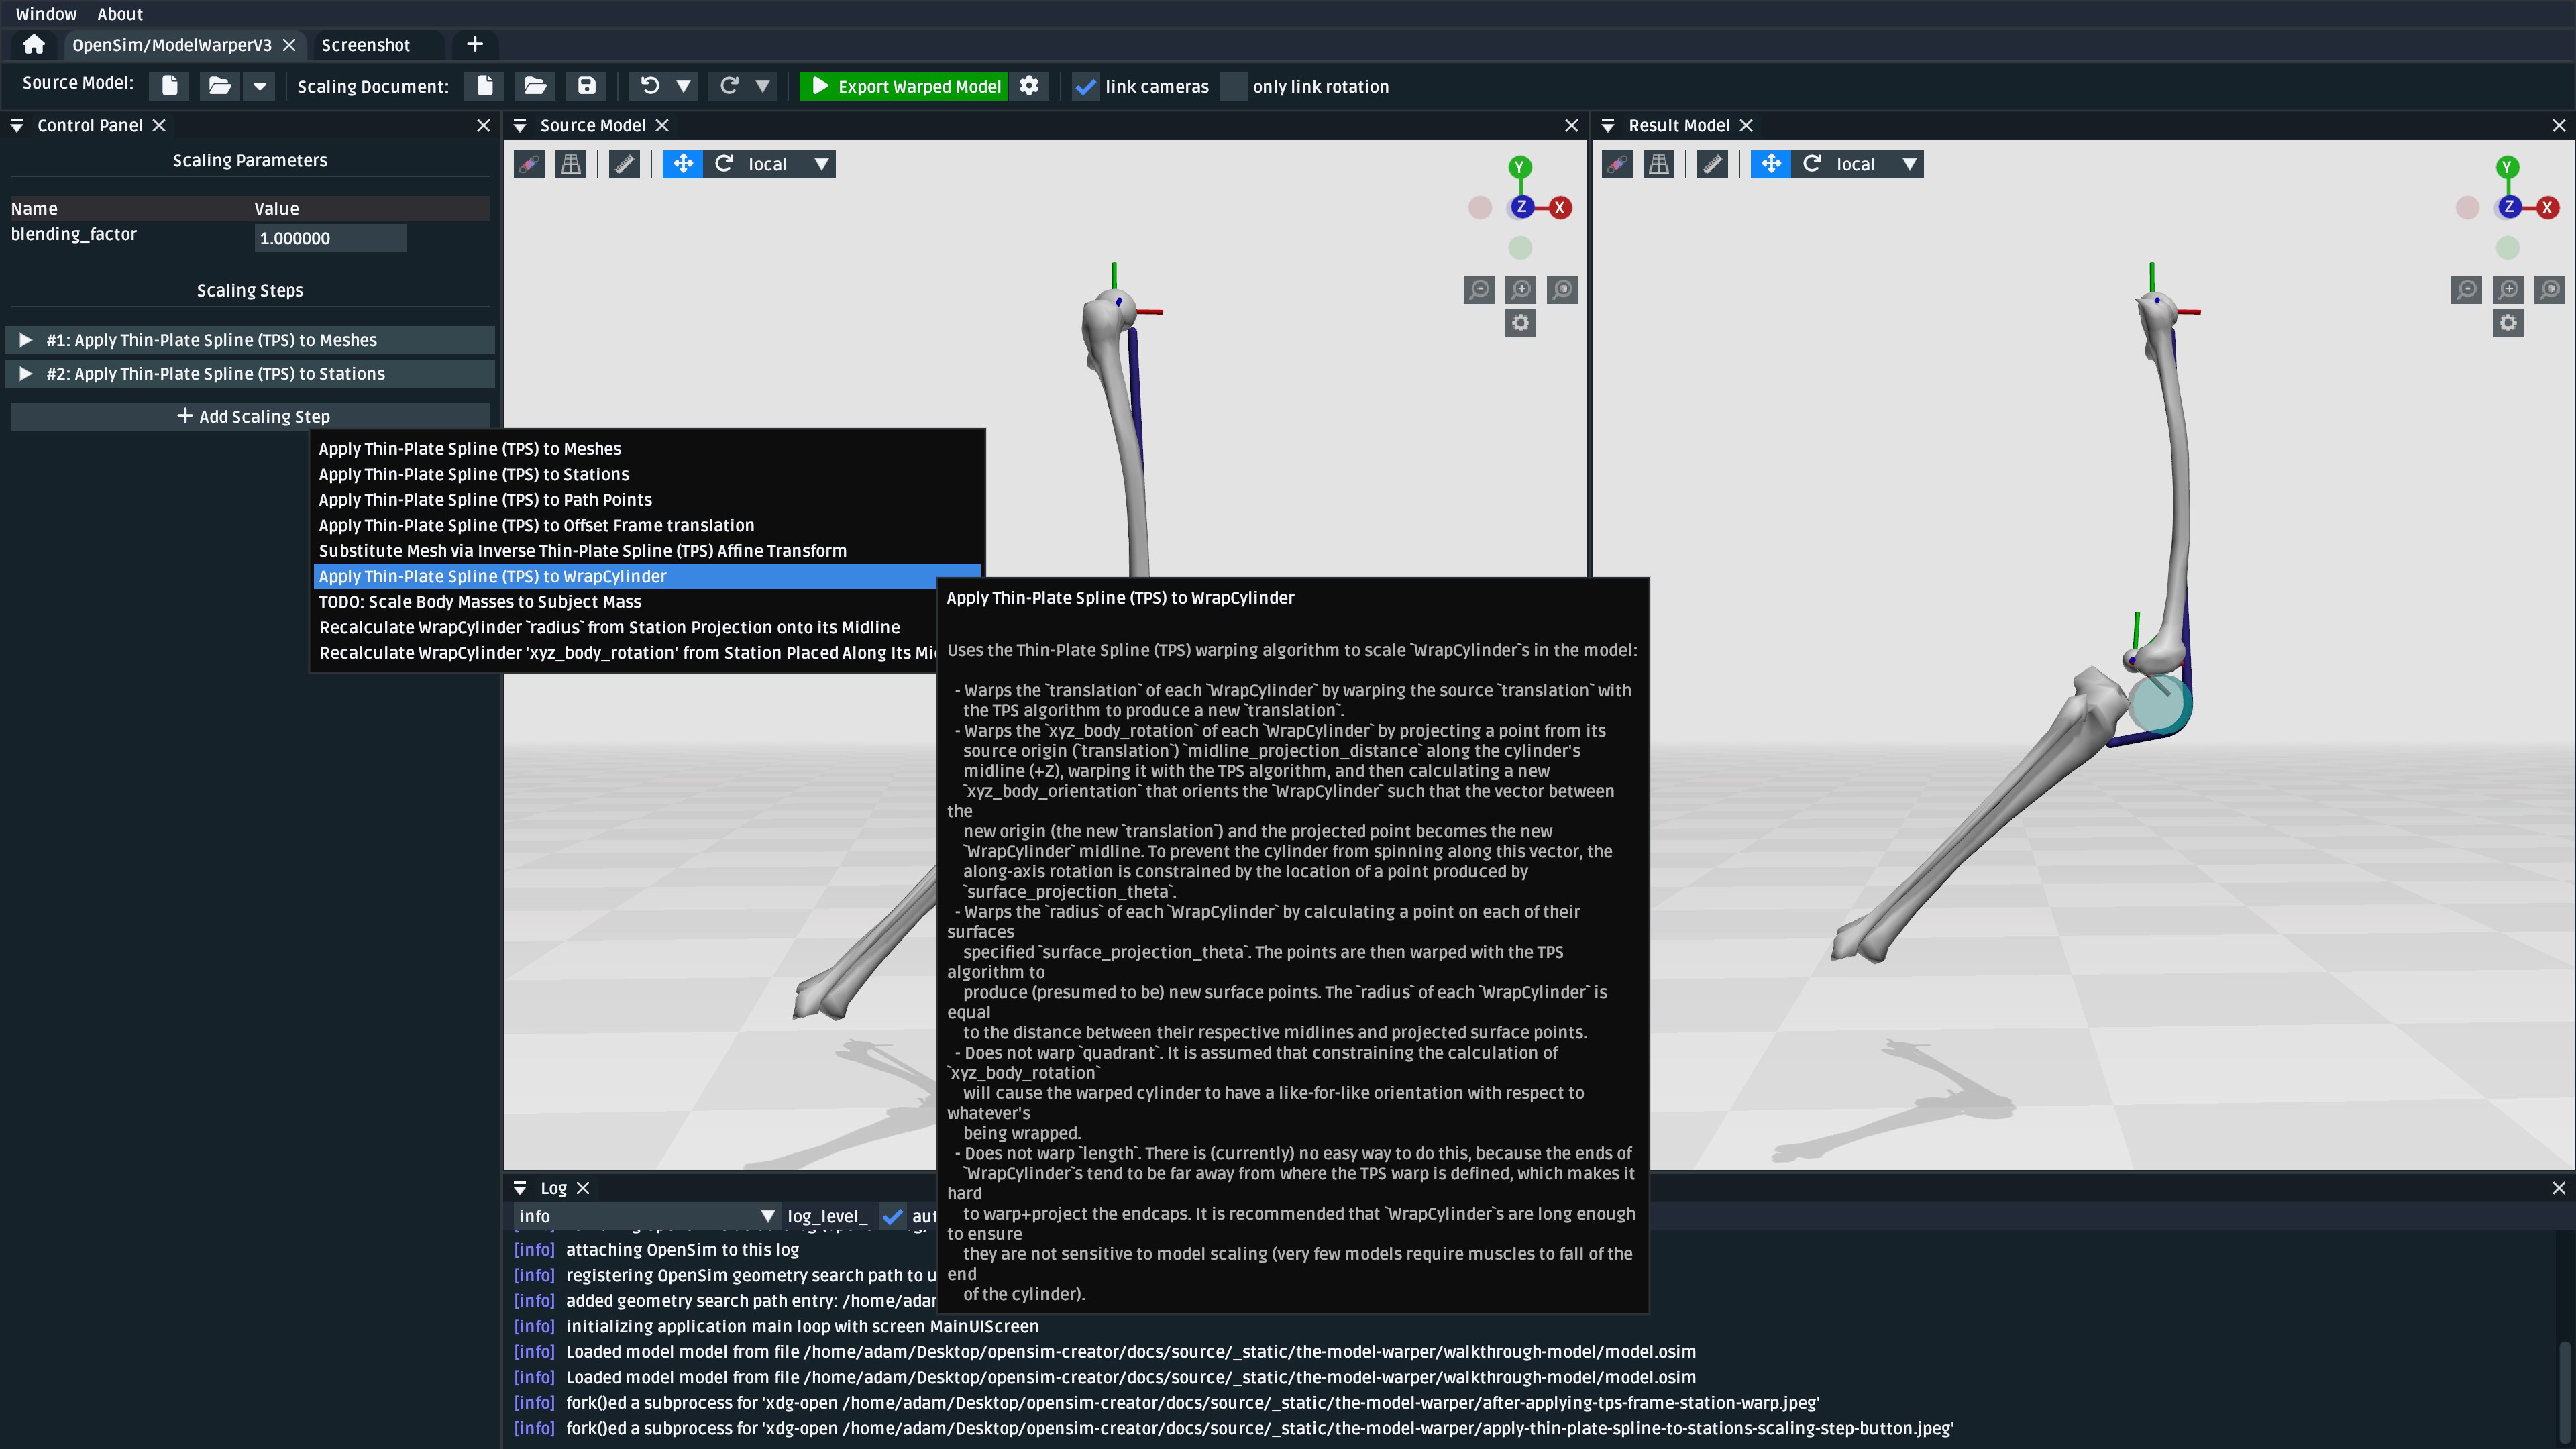 Window About
OpenSim/ModelWarperV3 Screenshot
Source Model: Scaling Document: Export Warped Model link cameras only link rotation
Control Panel
Scaling Parameters
Name Value
blending_factor 1.000000
Scaling Steps
#1: Apply Thin-Plate Spline (TPS) to Meshes
#2: Apply Thin-Plate Spline (TPS) to Stations
Add Scaling Step
Apply Thin-Plate Spline (TPS) to Meshes
Apply Thin-Plate Spline (TPS) to Stations
Apply Thin-Plate Spline (TPS) to Path Points
Apply Thin-Plate Spline (TPS) to Offset Frame translation
Substitute Mesh via Inverse Thin-Plate Spline (TPS) Affine Transform
Apply Thin-Plate Spline (TPS) to WrapCylinder
TODO: Scale Body Masses to Subject Mass
Recalculate WrapCylinder `radius` from Station Projection onto its Midline
Recalculate WrapCylinder 'xyz_body_rotation' from Station Placed Along Its
Source Model
local
Y
Z X
Result Model
local
Y
Z X
Apply Thin-Plate Spline (TPS) to WrapCylinder
Uses the Thin-Plate Spline (TPS) warping algorithm to scale `WrapCylinder`s in the model:
- Warps the `translation` of each `WrapCylinder` by warping the source `translation` with
the TPS algorithm to produce a new `translation`.
- Warps the `xyz_body_rotation` of each `WrapCylinder` by projecting a point from its
source origin (`translation`) `midline_projection_distance` along the cylinder's
midline (+Z), warping it with the TPS algorithm, and then calculating a new
`xyz_body_orientation` that orients the `WrapCylinder` such that the vector between
the
new origin (the new `translation`) and the projected point becomes the new
`WrapCylinder` midline. To prevent the cylinder from spinning along this vector, the
along-axis rotation is constrained by the location of a point produced by
`surface_projection_theta`.
- Warps the `radius` of each `WrapCylinder` by calculating a point on each of their
surfaces
specified `surface_projection_theta`. The points are then warped with the TPS
algorithm to
produce (presumed to be) new surface points. The `radius` of each `WrapCylinder` is
equal
to the distance between their respective midlines and projected surface points.
- Does not warp `quadrant`. It is assumed that constraining the calculation of
`xyz_body_rotation`
will cause the warped cylinder to have a like-for-like orientation with respect to
whatever's
being wrapped.
- Does not warp `length`. There is (currently) no easy way to do this, because the ends of
`WrapCylinder`s tend to be far away from where the TPS warp is defined, which makes it
hard
to warp+project the endcaps. It is recommended that `WrapCylinder`s are long enough
to ensure
they are not sensitive to model scaling (very few models require muscles to fall of the
end
of the cylinder).
Log
info log_level_
[info] attaching OpenSim to this log
[info] registering OpenSim geometry search path to
[info] added geometry search path entry:
[info] initializing application main loop with screen MainUIScreen
[info] Loaded model model from file /home/adam/Desktop/opensim-creator/docs/source/_static/the-model-warper/walkthrough-model/model.osim
[info] Loaded model model from file /home/adam/Desktop/opensim-creator/docs/source/_static/the-model-warper/walkthrough-model/model.osim
[info] fork()ed a subprocess for 'xdg-open /home/adam/Desktop/opensim-creator/docs/source/_static/the-model-warper/after-applying-tps-frame-station-warp.jpeg'
[info] fork()ed a subprocess for 'xdg-open /home/adam/Desktop/opensim-creator/docs/source/_static/the-model-warper/apply-thin-plate-spline-to-stations-scaling-step-button.jpeg'